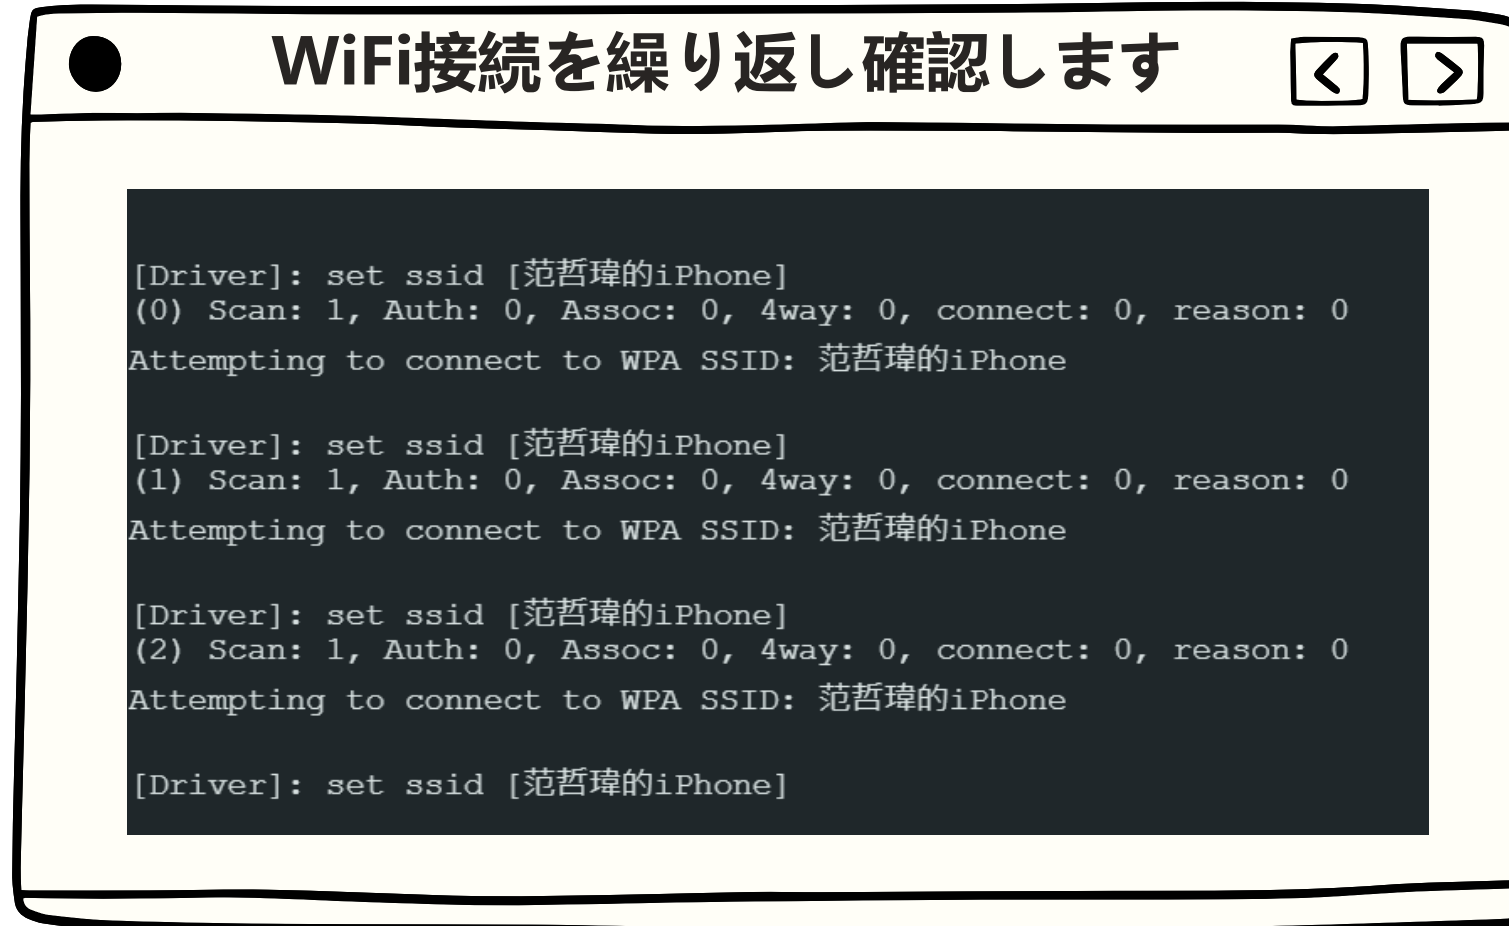 WiFi接続を繰り返し確認します
[Driver]: set ssid [范哲瑋的iPhone]
(0) Scan: 1, Auth: 0, Assoc: 0, 4way: 0, connect: 0, reason: 0
Attempting to connect to WPA SSID: 范哲瑋的iPhone
[Driver]: set ssid [范哲瑋的iPhone]
(1) Scan: 1, Auth: 0, Assoc: 0, 4way: 0, connect: 0, reason: 0
Attempting to connect to WPA SSID: 范哲瑋的iPhone
[Driver]: set ssid [范哲瑋的iPhone]
(2) Scan: 1, Auth: 0, Assoc: 0, 4way: 0, connect: 0, reason: 0
Attempting to connect to WPA SSID: 范哲瑋的iPhone
[Driver]: set ssid [范哲瑋的iPhone]